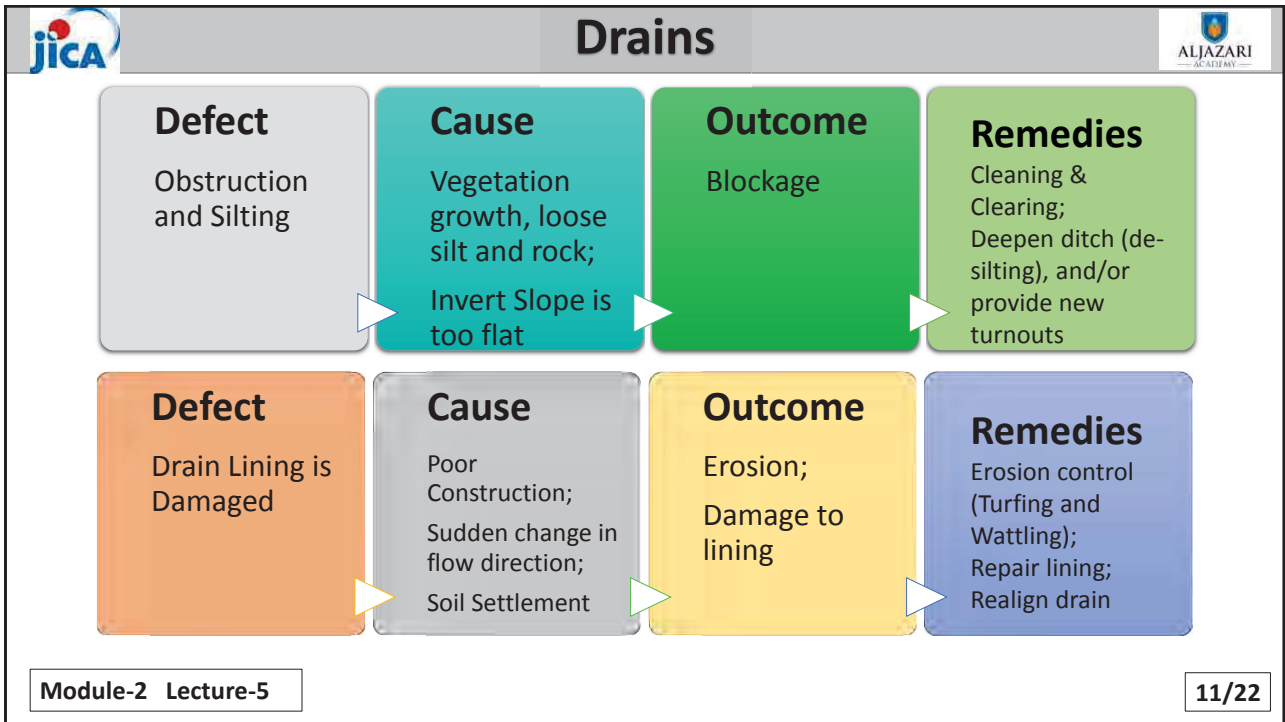 jICA
Drains
ALJAZARI
ACADEMY
Defect
Obstruction
and Silting
Cause
Vegetation
growth, loose
silt and rock;
Invert Slope is
too flat
Outcome
Blockage
Remedies
Cleaning &
Clearing;
Deepen ditch (de-
silting), and/or
provide new
turnouts
Defect
Drain Lining is
Damaged
Cause
Poor
Construction;
Sudden change in
flow direction;
Soil Settlement
Outcome
Erosion;
Damage to
lining
Remedies
Erosion control
(Turfing and
Wattling);
Repair lining;
Realign drain
Module-2 Lecture-5
11/22